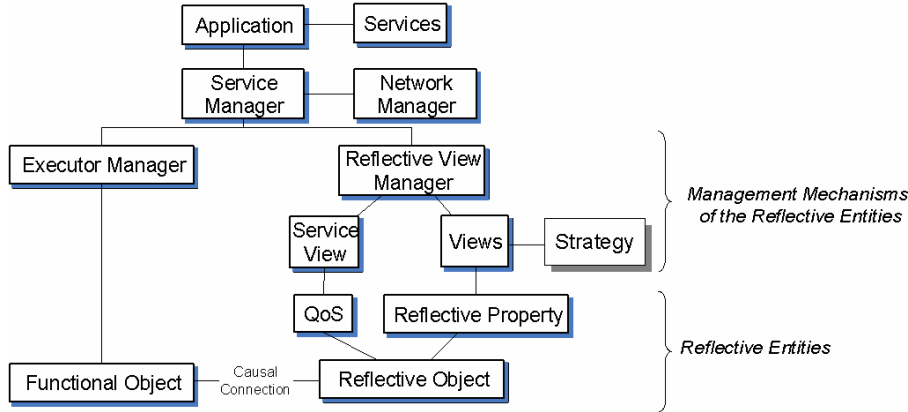 Application
Services
Service
Manager
Network
Manager
Executor Manager
Reflective View
Manager
Management Mechanisms
of the Reflective Entities
Service
View
Views
Strategy
QoS
Reflective Property
Reflective Entities
Functional Object
Causal
Connection
Reflective Object